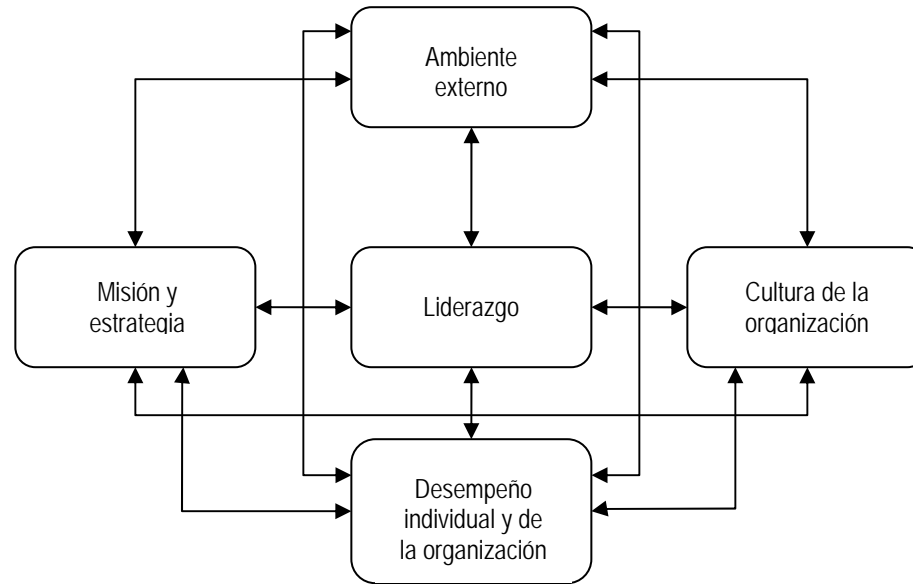 Ambiente
externo
Misión y
estrategia
Liderazgo
Cultura de la
organización
Desempeño
individual y de
la organización